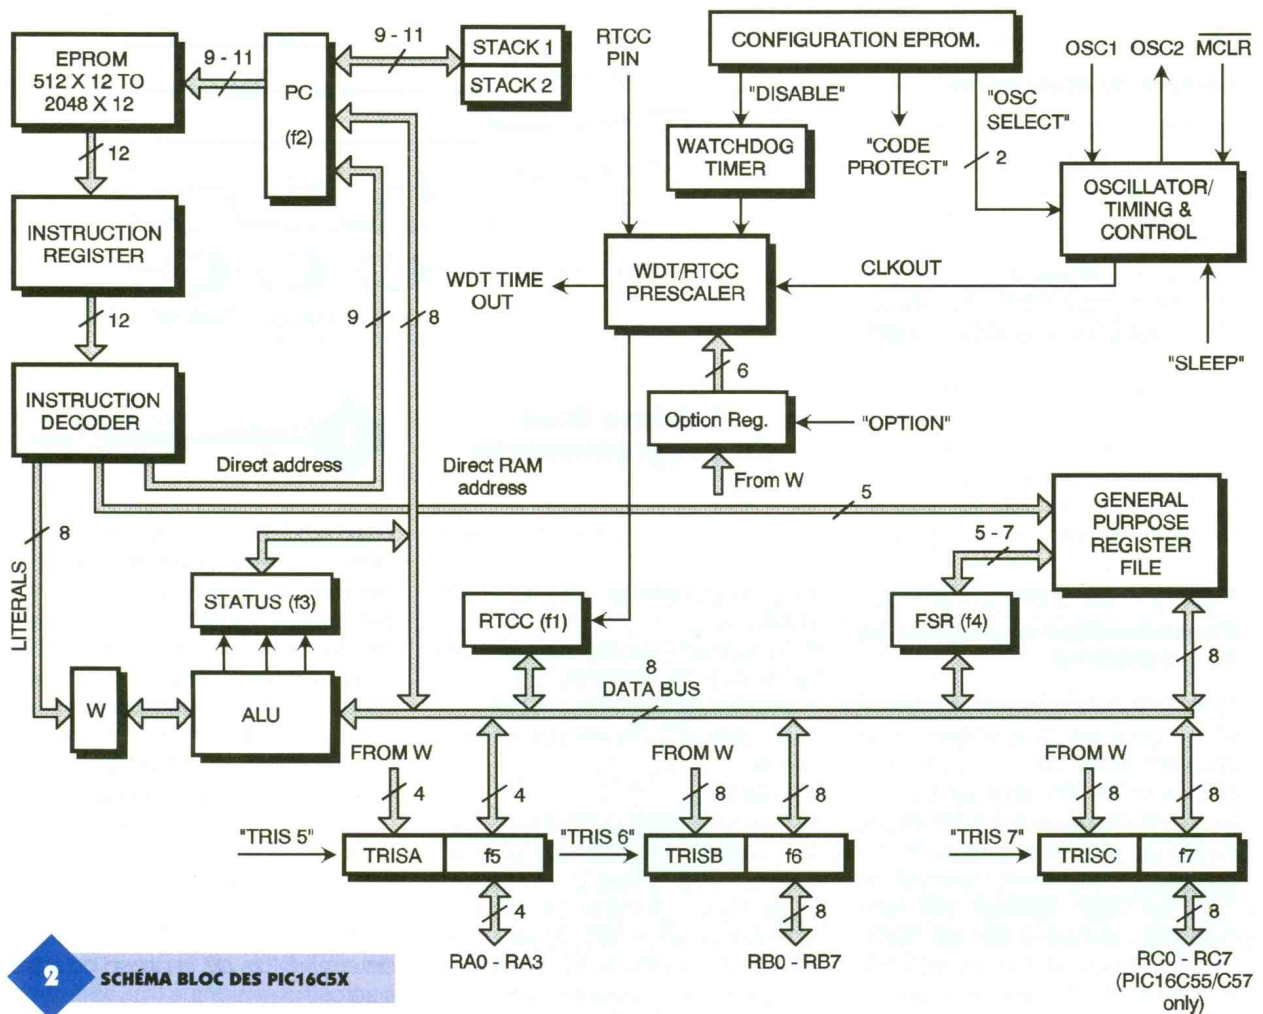 EPROM
512 X 12 TO
2048 X 12
9 - 11
PC
(f2)
9 - 11
STACK 1
STACK 2
RTCC
PIN
CONFIGURATION EPROM.
OSC1
OSC2
MCLR
"DISABLE"
"OSC
SELECT"
WATCHDOG
TIMER
"CODE
PROTECT"
2
12
OSCILLATOR/
TIMING &
CONTROL
INSTRUCTION
REGISTER
WDT TIME
OUT
WDT/RTCC
PRESCALER
CLKOUT
12
9
8
"SLEEP"
6
INSTRUCTION
DECODER
Option Reg.
"OPTION"
Direct address
Direct RAM
address
From W
5
GENERAL
PURPOSE
REGISTER
FILE
8
LITERALS
5 - 7
STATUS (f3)
RTCC (f1)
FSR (f4)
8
8
DATA BUS
W
ALU
FROM W
4
4
FROM W
8
8
FROM W
8
8
"TRIS 5"
TRISA
f5
"TRIS 6"
TRISB
f6
"TRIS 7"
TRISC
f7
4
8
8
RA0 - RA3
RB0 - RB7
RC0 - RC7
(PIC16C55/C57
only)
2
SCHÉMA BLOC DES PIC16C5X